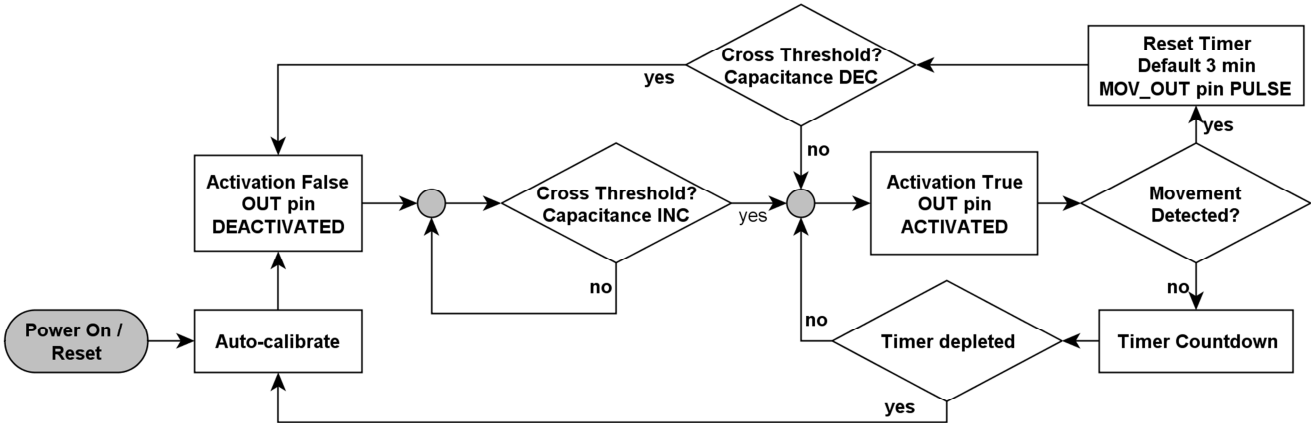 Cross Threshold?
Capacitance DEC
yes
no
Reset Timer
Default 3 min
MOV_OUT pin PULSE
yes
Activation False
OUT pin
DEACTIVATED
Cross Threshold?
Capacitance INC
yes
no
Activation True
OUT pin
ACTIVATED
Movement
Detected?
no
Power On /
Reset
Auto-calibrate
no
Timer depleted
Timer Countdown
yes